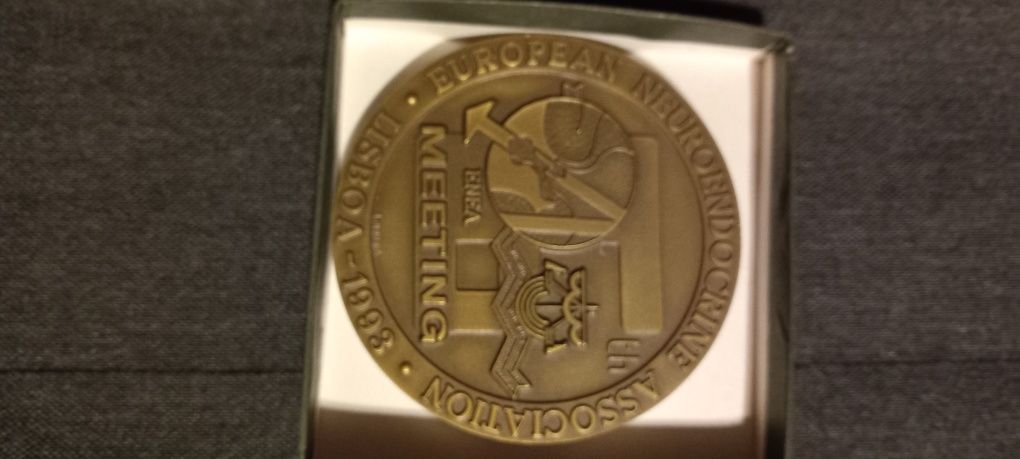 EUROPEAN NEUROENDOCRINE ASSOCIATION
th
ENEA
MEETING
LISBOA - 1993